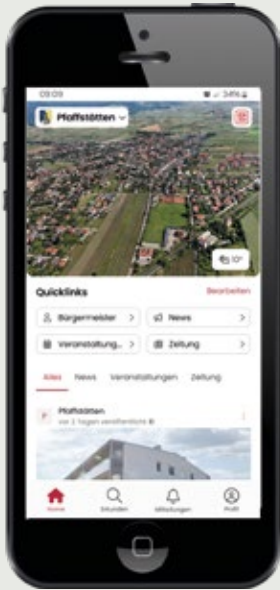 09:09 34%
Pfaffstätten
10°
Quicklinks Bearbeiten
Bürgermeister News
Veranstaltung... Zeitung
Alles News Veranstaltungen Zeitung
P Pfaffstätten
vor 2 Tagen veröffentlicht
Home Erkunden Mitteilungen Profil